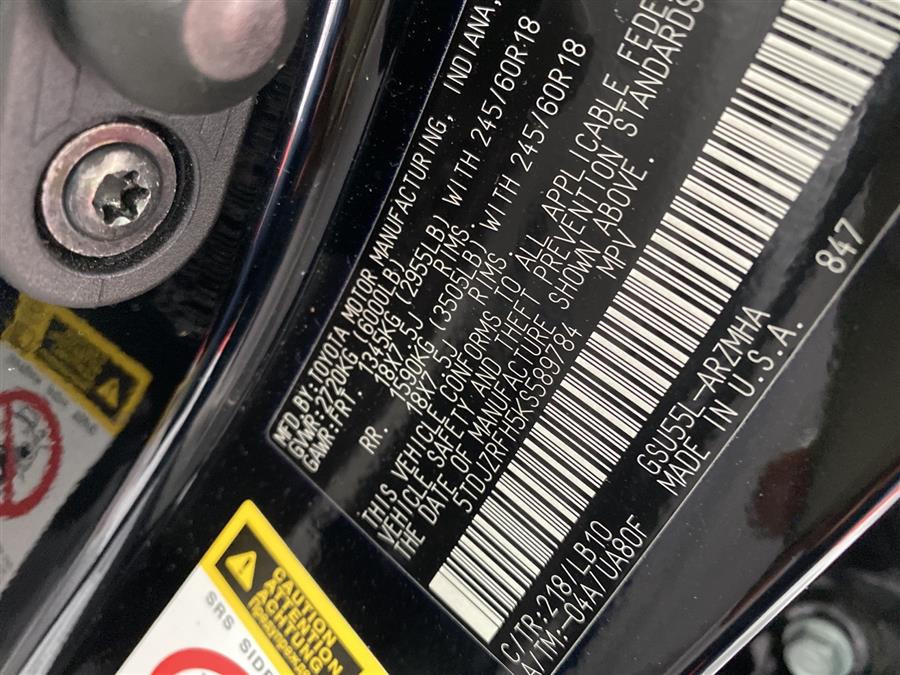 MFD BY:TOYOTA MOTOR MANUFACTURING, INDIANA,
GVWR:2720KG (6000LB)
GAWR:FRT. 1345KG (2955LB) WITH 245/60R18
18X7.5J RIMS.
RR. 1590KG (3505LB) WITH 245/60R18
18X7.5J RIMS.
THIS VEHICLE CONFORMS TO ALL APPLICABLE FEDE
VEHICLE SAFETY AND THEFT PREVENTION STANDARDS
THE DATE OF MANUFACTURE SHOWN ABOVE.
5TDJZRFH5KS589784 MPV
C/TR:218/LB10 GSU55L-ARZMHA 847
A/TM:-04A/UA80F MADE IN U.S.A.
CAUTION
ATTENTION
ACHTUNG
SRS SIDE